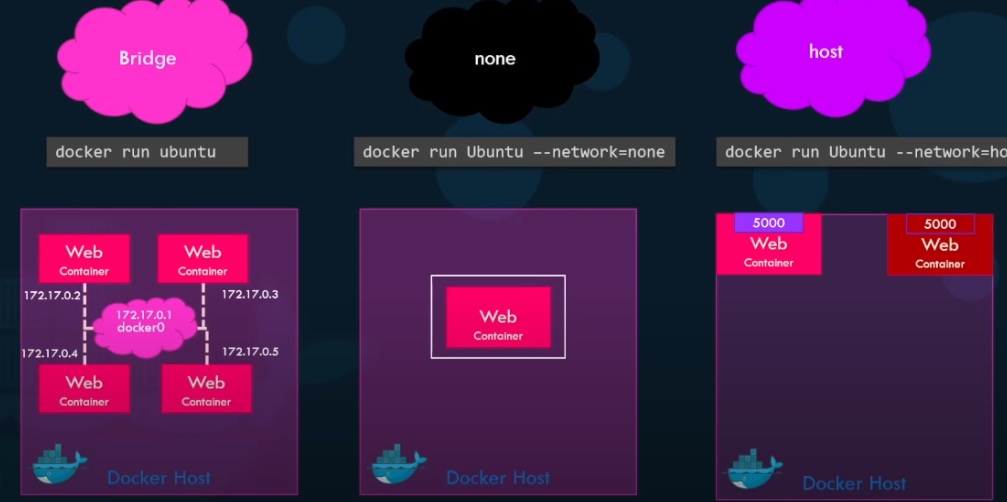 Bridge
none
host
docker run ubuntu
docker run Ubuntu –-network=none
docker run Ubuntu --network=ho
Web
Container
Web
Container
172.17.0.2
172.17.0.3
172.17.0.1
docker0
172.17.0.4
172.17.0.5
Web
Container
Web
Container
Docker Host
Web
Container
Docker Host
5000
Web
Container
5000
Web
Container
Docker Host